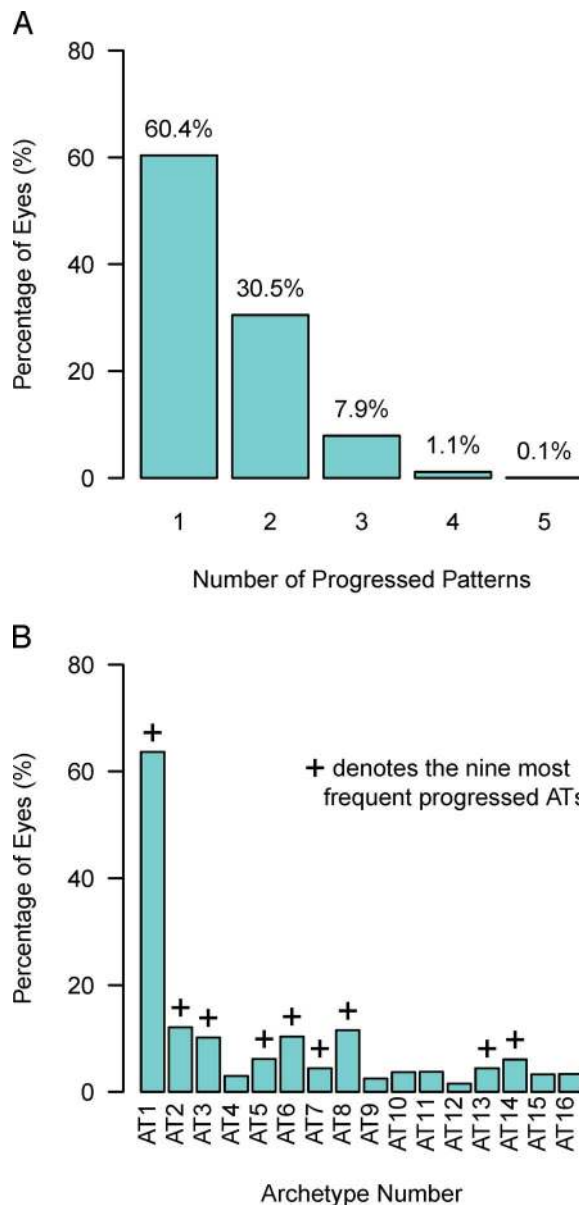 A
80
60
40
20
0
Percentage of Eyes (%)
60.4%
30.5%
7.9%
1.1%
0.1%
1 2 3 4 5
Number of Progressed Patterns
B
80
60
40
20
0
Percentage of Eyes (%)
+ denotes the nine most
frequent progressed ATs
+ + + + + + + + +
AT1 AT2 AT3 AT4 AT5 AT6 AT7 AT8 AT9 AT10 AT11 AT12 AT13 AT14 AT15 AT16
Archetype Number